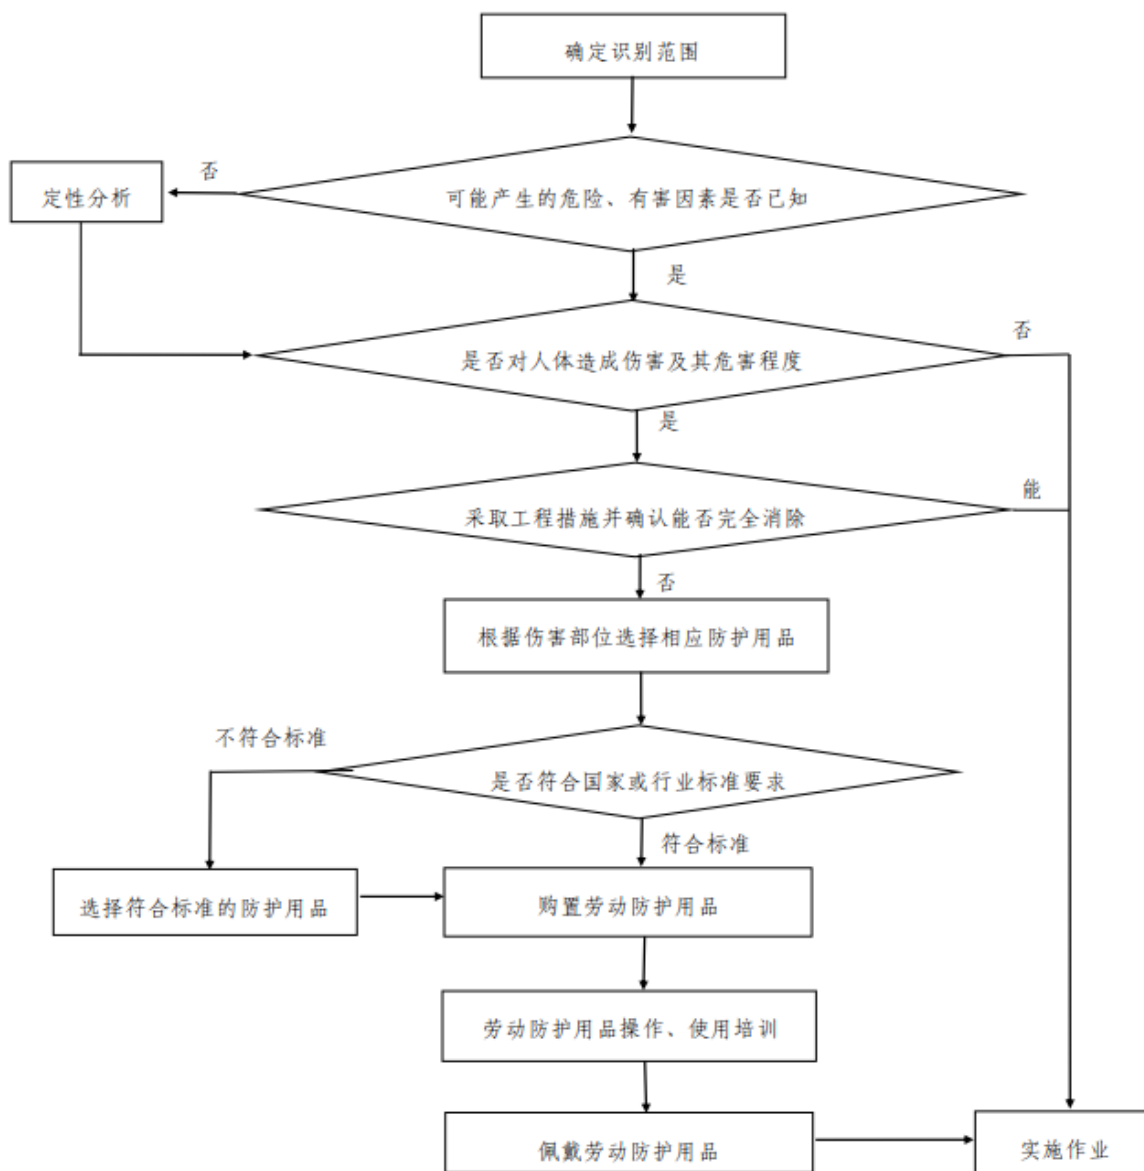 确定识别范围
否
定性分析
可能产生的危险、有害因素是否已知
是
否
是否对人体造成伤害及其危害程度
是
能
采取工程措施并确认能否完全消除
否
根据伤害部位选择相应防护用品
不符合标准
是否符合国家或行业标准要求
符合标准
选择符合标准的防护用品
购置劳动防护用品
劳动防护用品操作、使用培训
佩戴劳动防护用品
实施作业